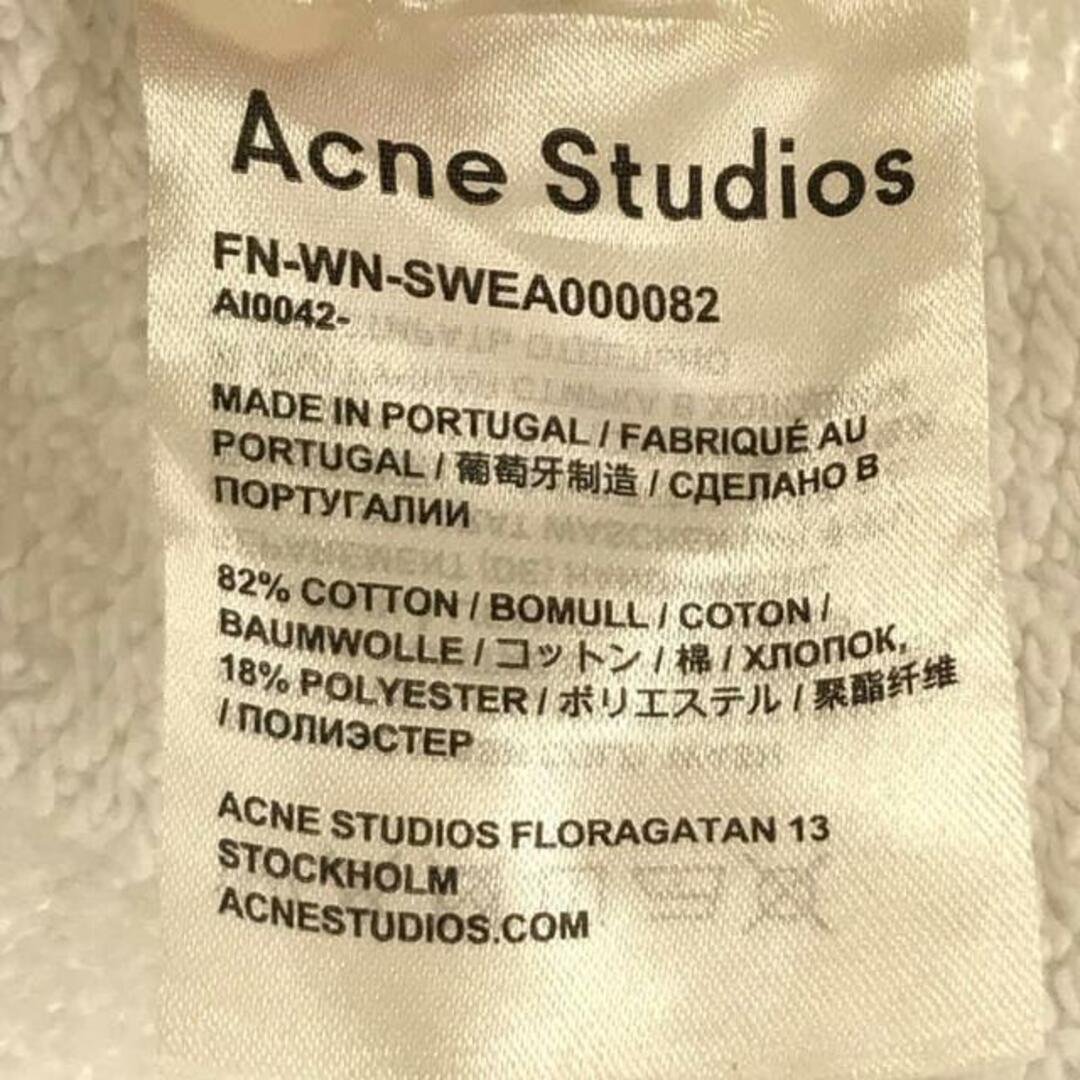 Acne Studios
FN-WN-SWEA000082
AI0042-
MADE IN PORTUGAL / FABRIQUÉ AU
PORTUGAL / 葡萄牙制造 / СДЕЛАНО В
ПОРТУГАЛИИ
82% COTTON / BOMULL / COTON /
BAUMWOLLE / コットン / 棉 / ХЛОПОК,
18% POLYESTER / ポリエステル / 聚酯纤维
/ ПОЛИЭСТЕР
ACNE STUDIOS FLORAGATAN 13
STOCKHOLM
ACNESTUDIOS.COM